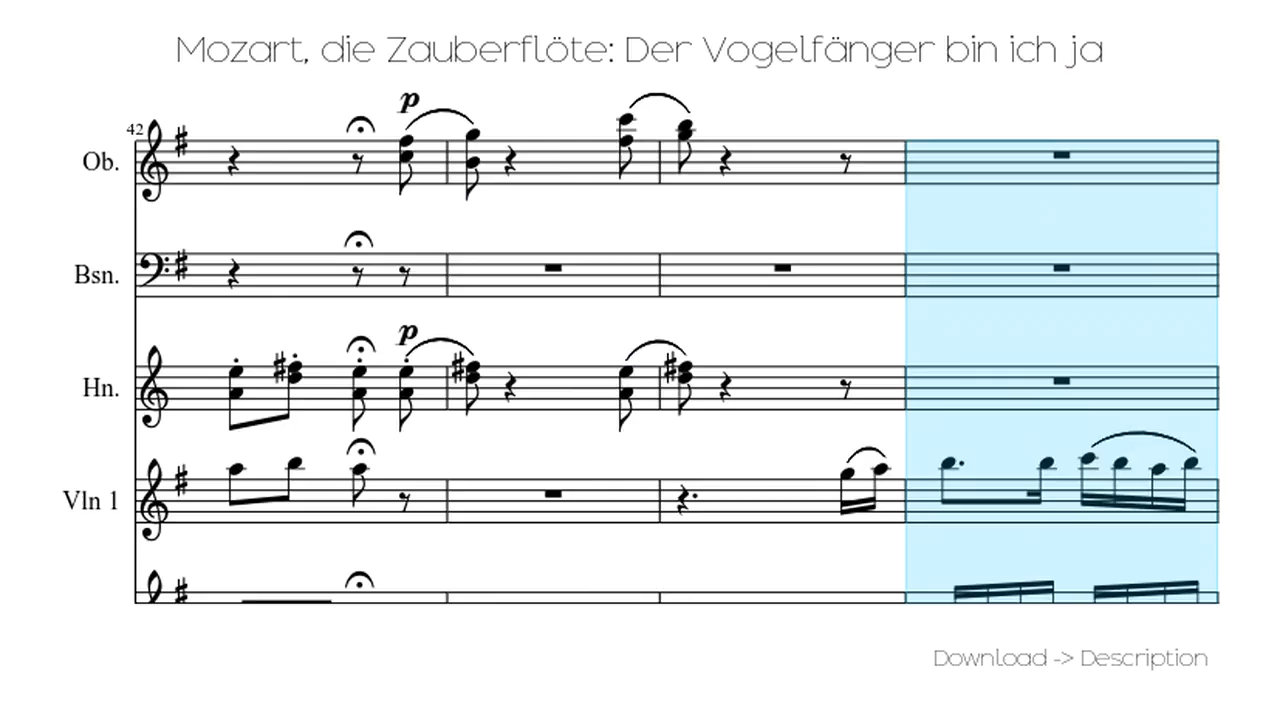 Mozart, die Zauberflöte: Der Vogelfänger bin ich ja
p
42
Ob.
Bsn.
p
Hn.
Vln 1
Download -> Description